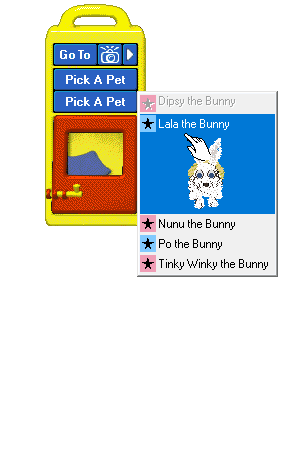 Go To
Pick A Pet
Pick A Pet
Dipsy the Bunny
Lala the Bunny
Nunu the Bunny
Po the Bunny
Tinky Winky the Bunny